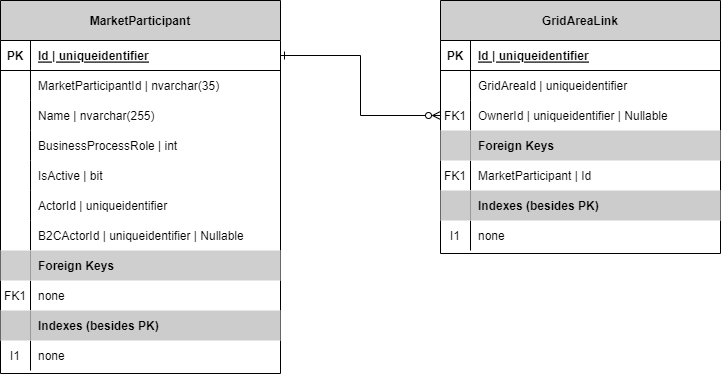 MarketParticipant
PK Id | uniqueidentifier
MarketParticipantId | nvarchar(35)
Name | nvarchar(255)
BusinessProcessRole | int
IsActive | bit
ActorId | uniqueidentifier
B2CActorId | uniqueidentifier | Nullable
Foreign Keys
FK1 none
Indexes (besides PK)
I1 none
GridAreaLink
PK Id | uniqueidentifier
GridAreaId | uniqueidentifier
FK1 OwnerId | uniqueidentifier | Nullable
Foreign Keys
FK1 MarketParticipant | Id
Indexes (besides PK)
I1 none